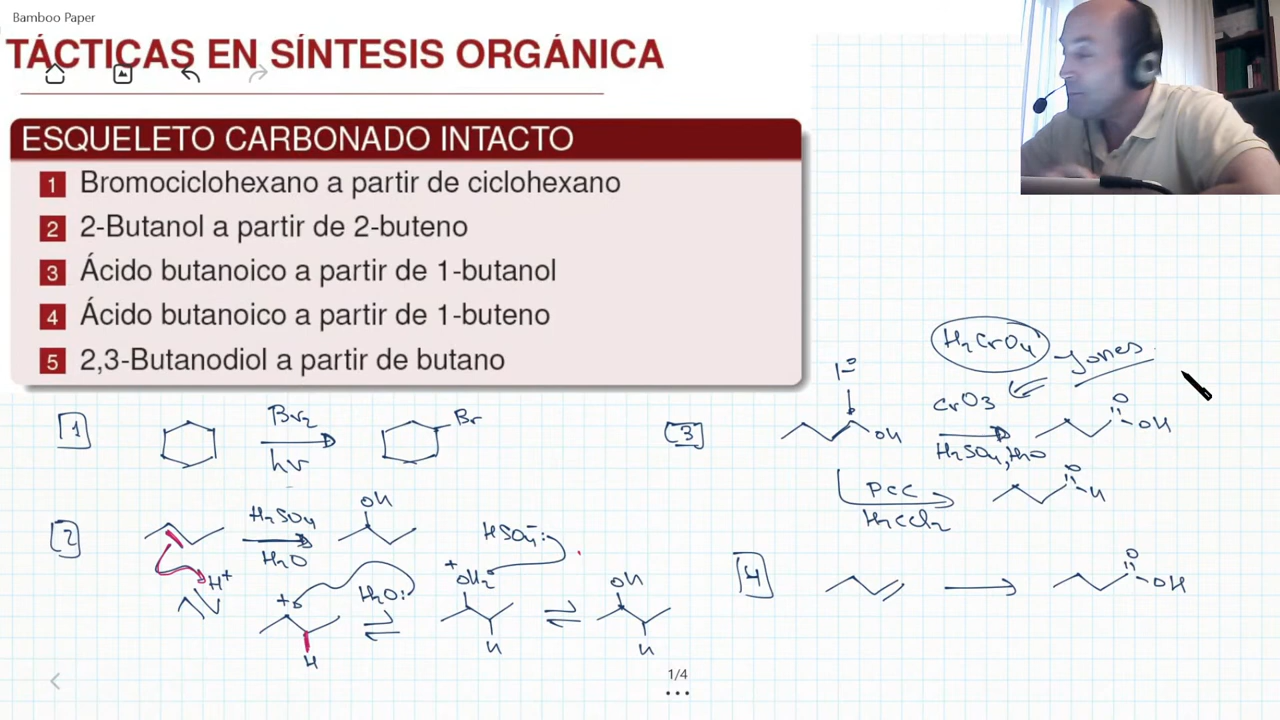 Bamboo Paper
TÁCTICAS EN SÍNTESIS ORGÁNICA
ESQUELETO CARBONADO INTACTO
1 Bromociclohexano a partir de ciclohexano
2 2-Butanol a partir de 2-buteno
3 Ácido butanoico a partir de 1-butanol
4 Ácido butanoico a partir de 1-buteno
5 2,3-Butanodiol a partir de butano
H2CrO4 Jones
1 Br2 Br
hν
3 OH CrO3 O OH
H2SO4, H2O
PCC O H
H2CCl2
2 H2SO4 OH HSO4-:
H2O
H+
+ H2O: +OH2 OH
H H H
4 O OH
1/4